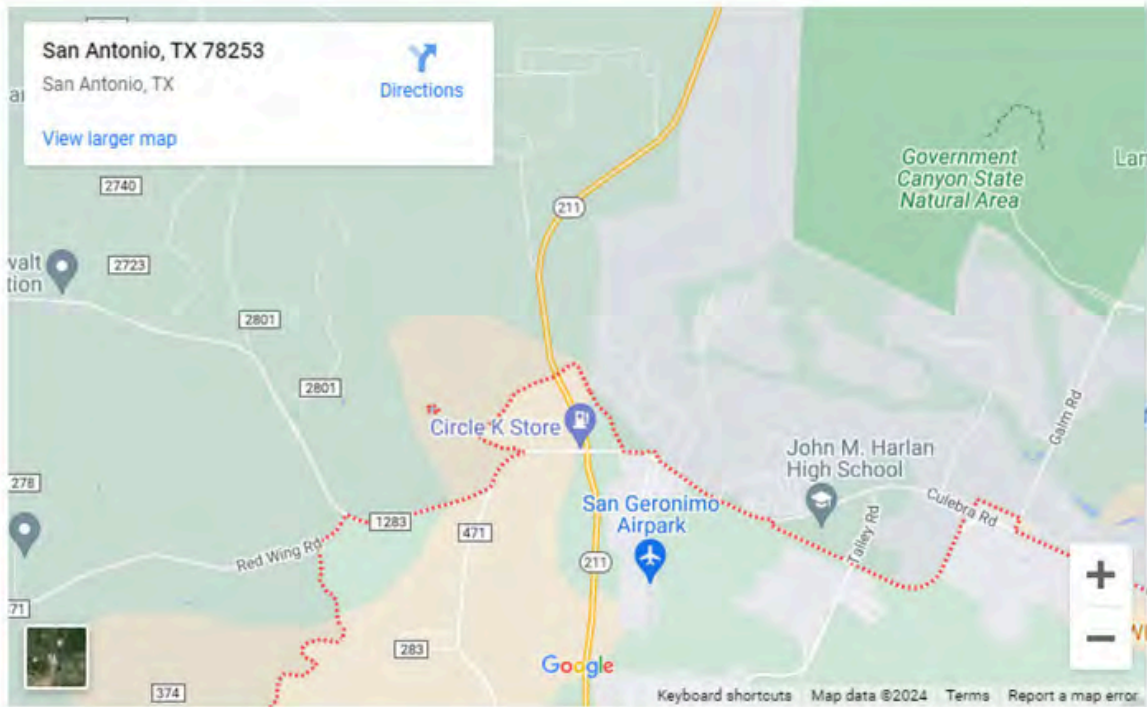 San Antonio, TX 78253
San Antonio, TX
Directions
View larger map
2740
211
Government
Canyon State
Natural Area
2723
2801
2801
Circle K Store
Galm Rd
John M. Harlan
High School
278
1283
471
San Geronimo
Airpark
Culebra Rd
Talley Rd
Red Wing Rd
211
+
−
71
283
Google
374
Keyboard shortcuts
Map data ©2024
Terms
Report a map error